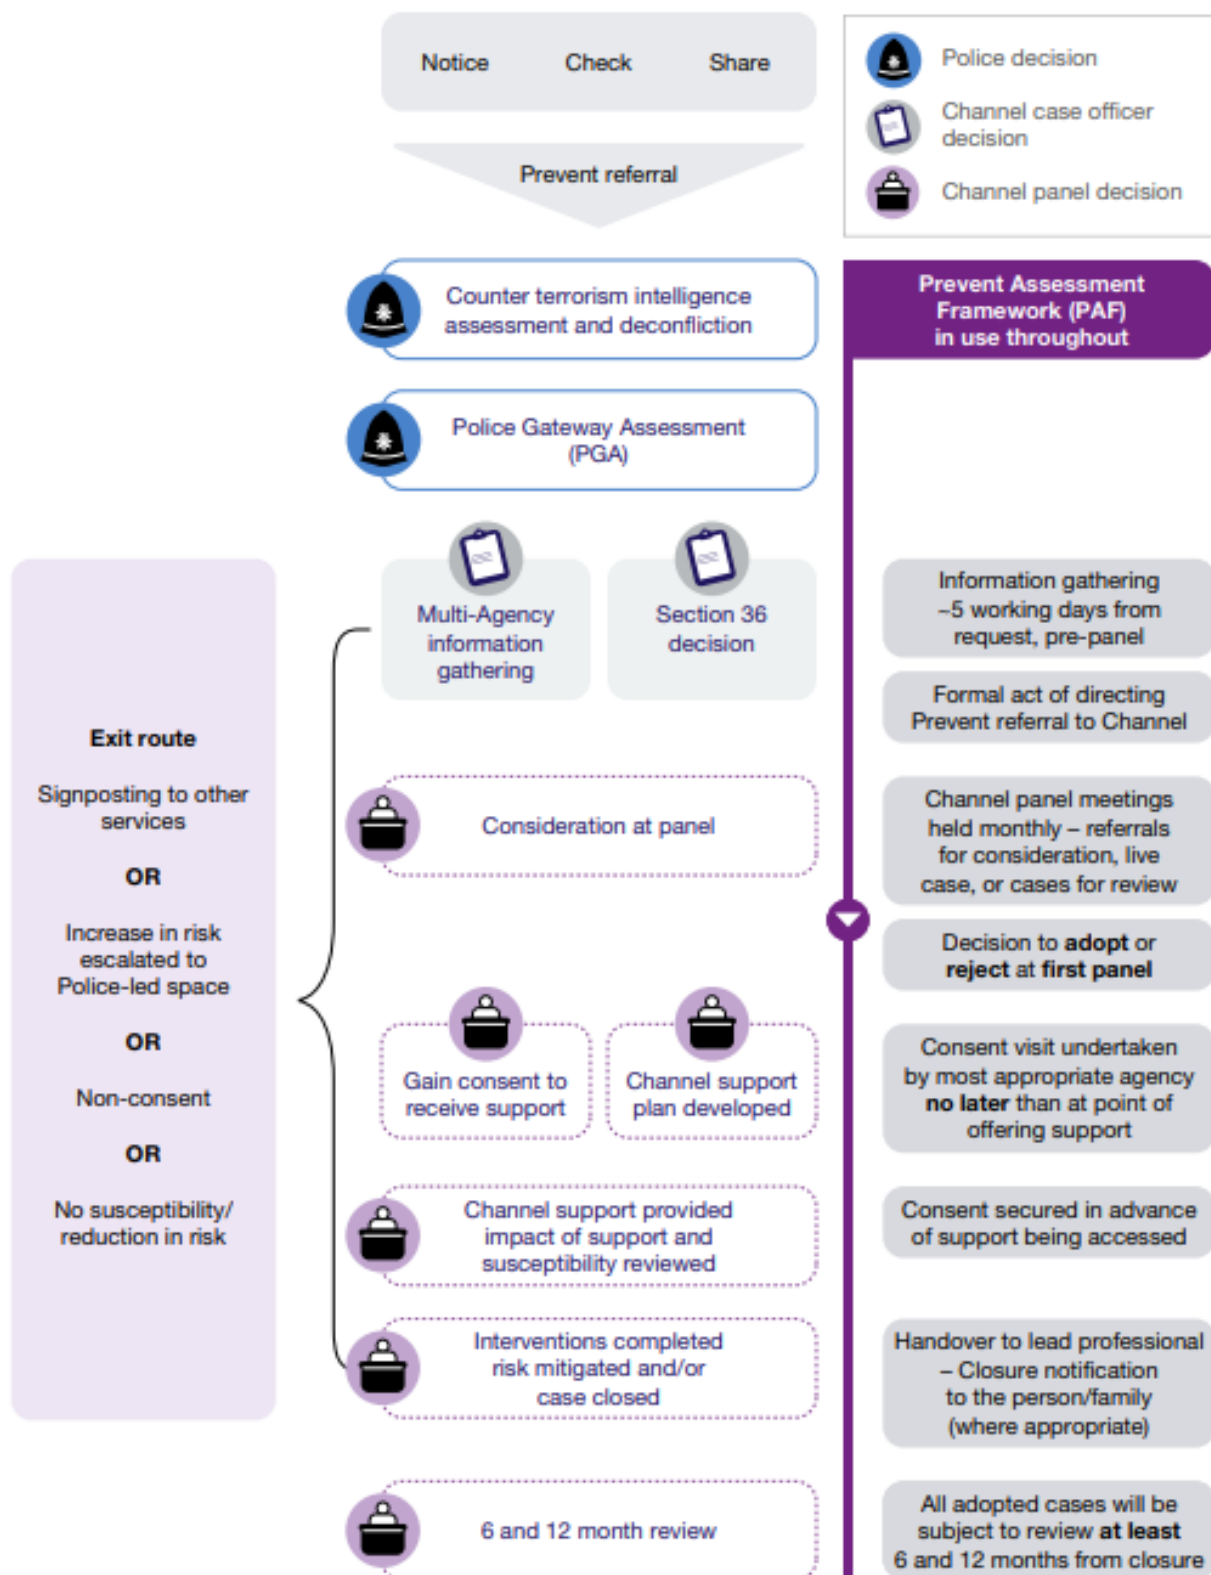 Notice Check Share
Prevent referral
Police decision
Channel case officer
decision
Channel panel decision
Counter terrorism intelligence
assessment and deconfliction
Prevent Assessment
Framework (PAF)
in use throughout
Police Gateway Assessment
(PGA)
Multi-Agency
information
gathering
Section 36
decision
Information gathering
~5 working days from
request, pre-panel
Formal act of directing
Prevent referral to Channel
Exit route
Signposting to other
services
OR
Increase in risk
escalated to
Police-led space
OR
Non-consent
OR
No susceptibility/
reduction in risk
Consideration at panel
Channel panel meetings
held monthly – referrals
for consideration, live
case, or cases for review
Decision to adopt or
reject at first panel
Gain consent to
receive support
Channel support
plan developed
Consent visit undertaken
by most appropriate agency
no later than at point of
offering support
Channel support provided
impact of support and
susceptibility reviewed
Consent secured in advance
of support being accessed
Interventions completed
risk mitigated and/or
case closed
Handover to lead professional
– Closure notification
to the person/family
(where appropriate)
6 and 12 month review
All adopted cases will be
subject to review at least
6 and 12 months from closure